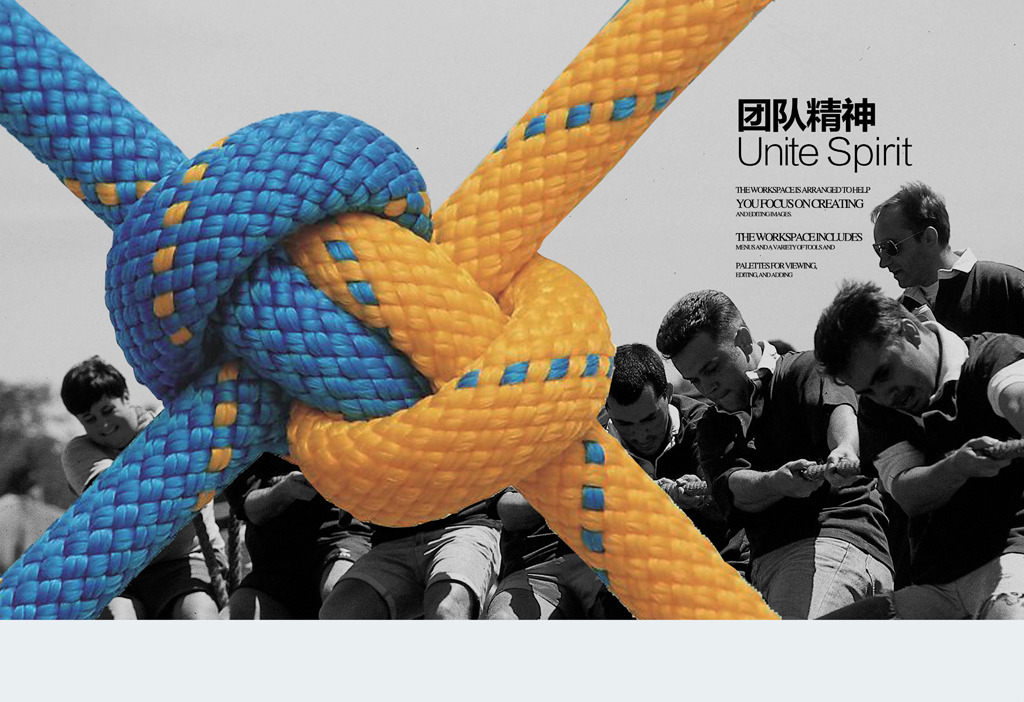 团队精神
Unite Spirit
THE WORKSPACE IS ARRANGED TO HELP
YOU FOCUS ON CREATING
AND EDITING IMAGES.
THE WORKSPACE INCLUDES
MENUS AND A VARIETY OF TOOLS AND
PALETTES FOR VIEWING,
EDITING, AND ADDING